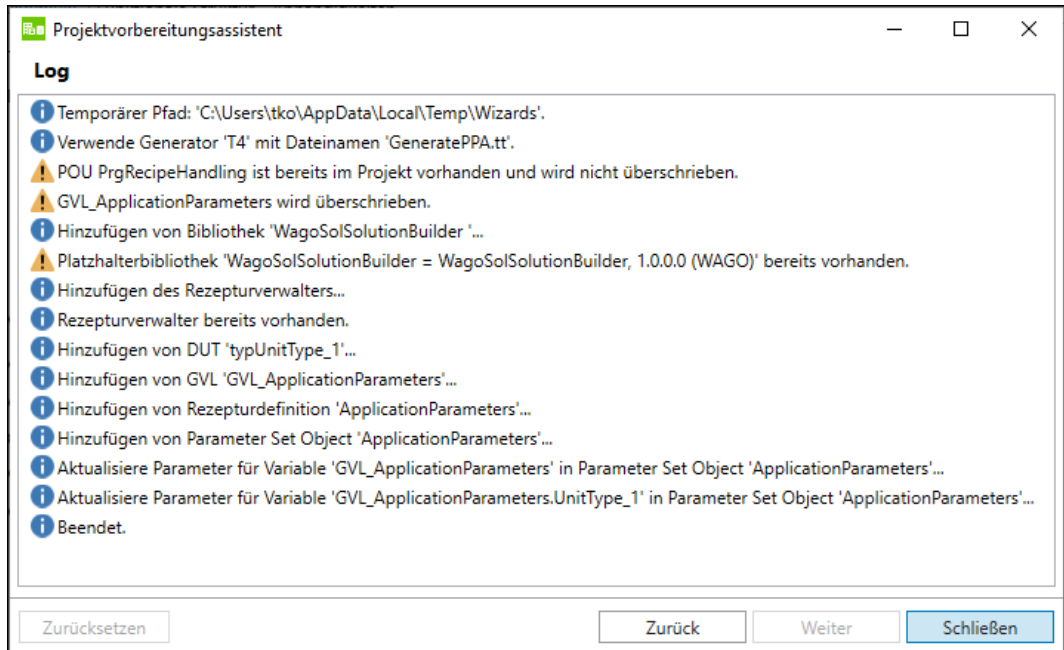 Projektvorbereitungsassistent
Log
Temporärer Pfad: 'C:\Users\tko\AppData\Local\Temp\Wizards'.
Verwende Generator 'T4' mit Dateinamen 'GeneratePPA.tt'.
POU PrgRecipeHandling ist bereits im Projekt vorhanden und wird nicht überschrieben.
GVL_ApplicationParameters wird überschrieben.
Hinzufügen von Bibliothek 'WagoSolSolutionBuilder '...
Platzhalterbibliothek 'WagoSolSolutionBuilder = WagoSolSolutionBuilder, 1.0.0.0 (WAGO)' bereits vorhanden.
Hinzufügen des Rezepturverwalters...
Rezepturverwalter bereits vorhanden.
Hinzufügen von DUT 'typUnitType_1'...
Hinzufügen von GVL 'GVL_ApplicationParameters'...
Hinzufügen von Rezepturdefinition 'ApplicationParameters'...
Hinzufügen von Parameter Set Object 'ApplicationParameters'...
Aktualisiere Parameter für Variable 'GVL_ApplicationParameters' in Parameter Set Object 'ApplicationParameters'...
Aktualisiere Parameter für Variable 'GVL_ApplicationParameters.UnitType_1' in Parameter Set Object 'ApplicationParameters'...
Beendet.
Zurücksetzen Zurück Weiter Schließen